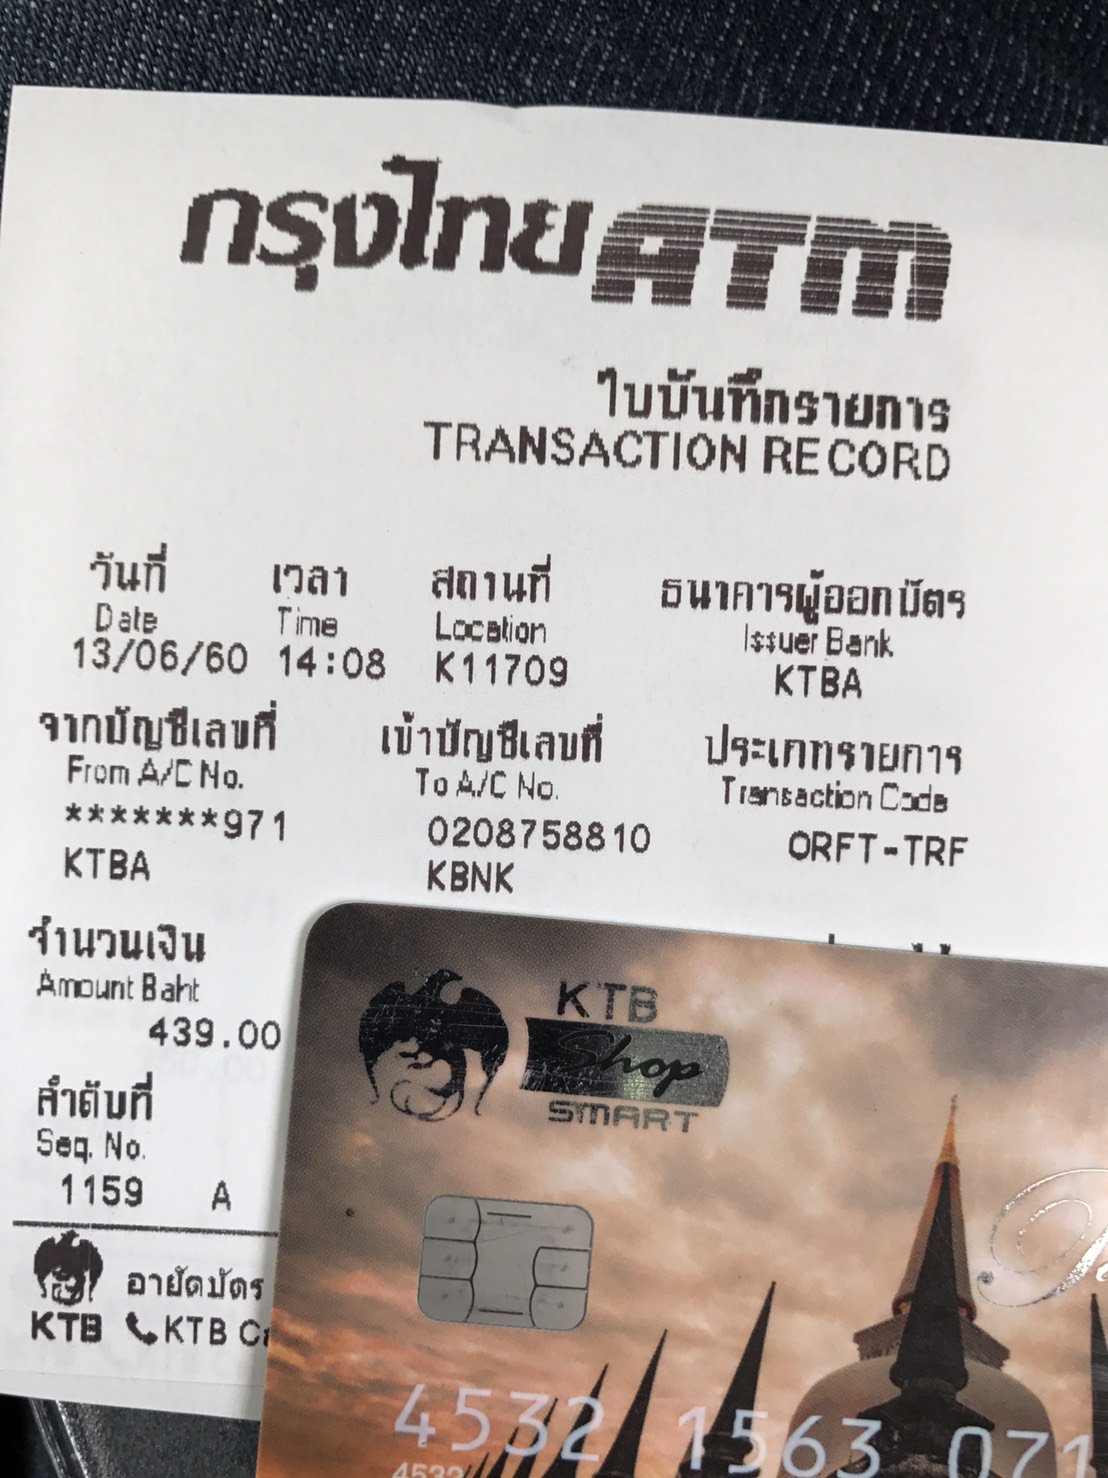 กรุงไทย ATM
ใบบันทึกรายการ
TRANSACTION RECORD
วันที่ เวลา สถานที่ ธนาคารผู้ออกบัตร
Date Time Location Issuer Bank
13/06/60 14:08 K11709 KTBA
จากบัญชีเลขที่ เข้าบัญชีเลขที่ ประเภทรายการ
From A/C No. To A/C No. Transaction Code
*******971 0208758810 ORFT-TRF
KTBA KBNK
จำนวนเงิน
Amount Baht
439.00
ลำดับที่
Seq. No.
1159 A
อายัดบัตร
KTB KTB
KTB
Shop
SMART
4532 1563 071
4532